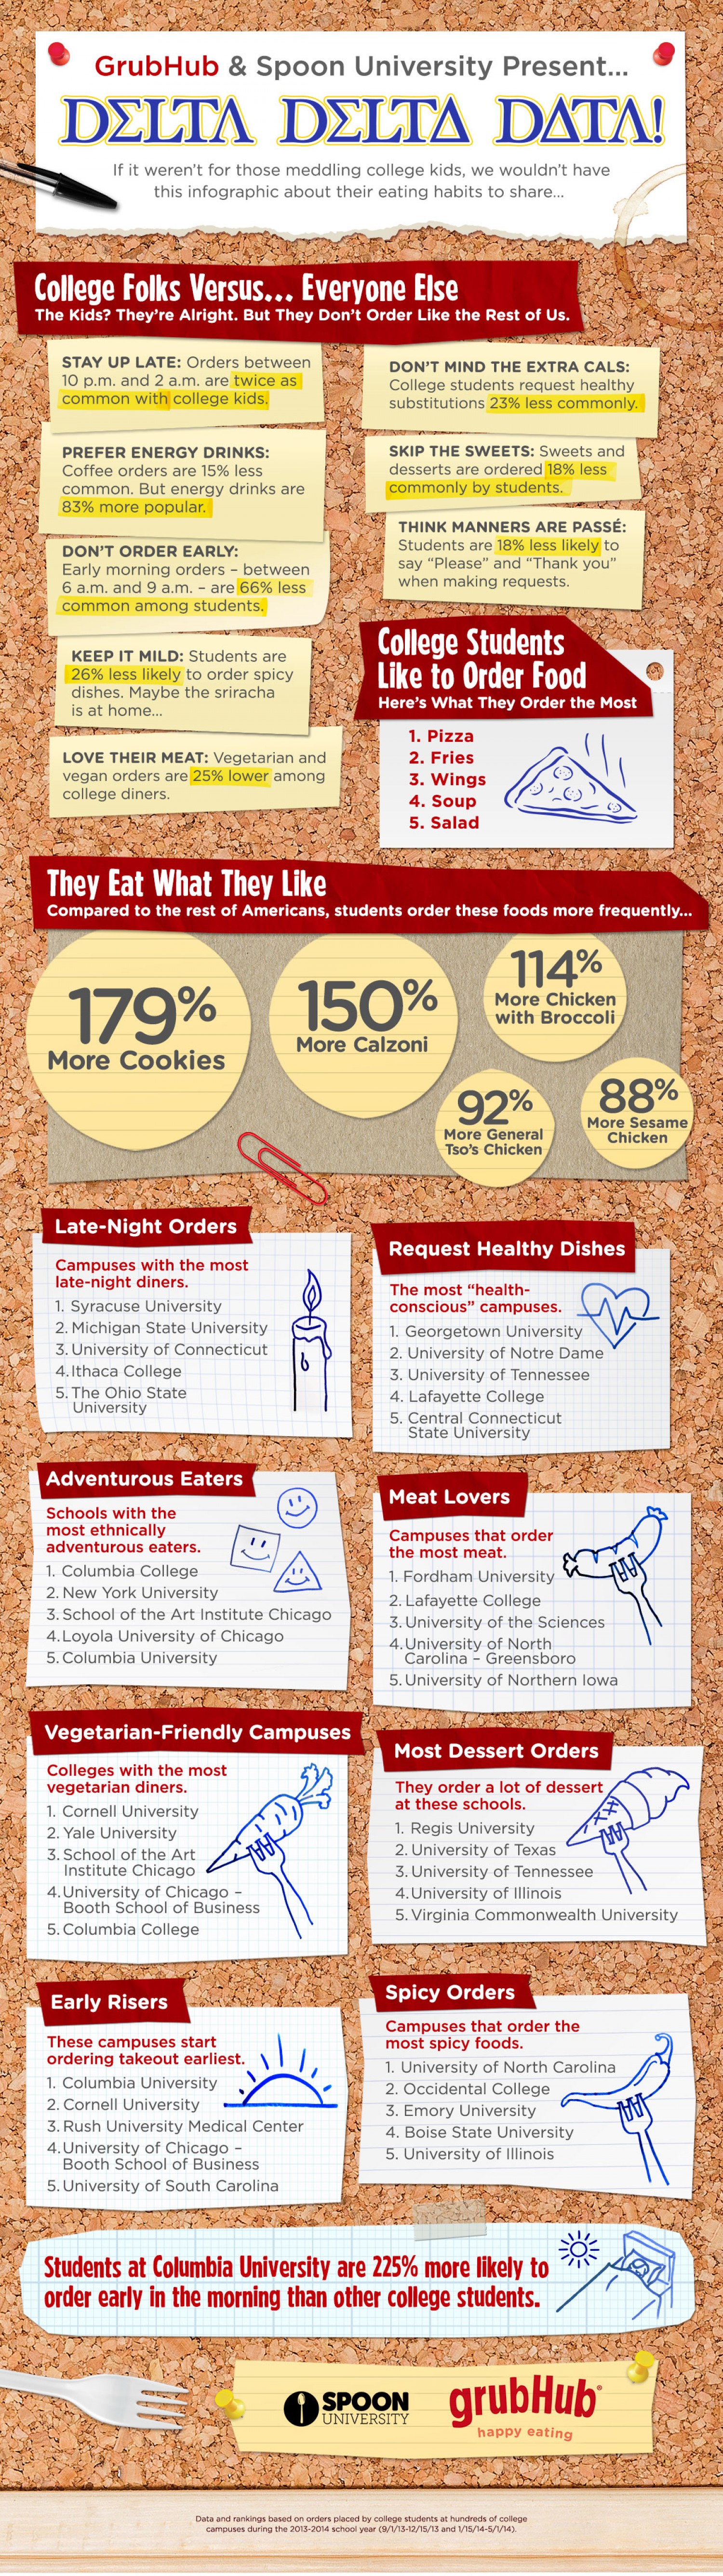 GrubHub & Spoon University Present...
DΣLTΛ DΣLTΔ DΔTΛ!
If it weren't for those meddling college kids, we wouldn't have
this infographic about their eating habits to share...
College Folks Versus... Everyone Else
The Kids? They're Alright. But They Don't Order Like the Rest of Us.
STAY UP LATE: Orders between
10 p.m. and 2 a.m. are twice as
common with college kids.
PREFER ENERGY DRINKS:
Coffee orders are 15% less
common. But energy drinks are
83% more popular.
DON'T ORDER EARLY:
Early morning orders – between
6 a.m. and 9 a.m. – are 66% less
common among students.
KEEP IT MILD: Students are
26% less likely to order spicy
dishes. Maybe the sriracha
is at home...
LOVE THEIR MEAT: Vegetarian and
vegan orders are 25% lower among
college diners.
DON'T MIND THE EXTRA CALS:
College students request healthy
substitutions 23% less commonly.
SKIP THE SWEETS: Sweets and
desserts are ordered 18% less
commonly by students.
THINK MANNERS ARE PASSÉ:
Students are 18% less likely to
say “Please” and “Thank you”
when making requests.
College Students
Like to Order Food
Here's What They Order the Most
1. Pizza
2. Fries
3. Wings
4. Soup
5. Salad
They Eat What They Like
Compared to the rest of Americans, students order these foods more frequently...
179%
More Cookies
150%
More Calzoni
114%
More Chicken
with Broccoli
92%
More General
Tso's Chicken
88%
More Sesame
Chicken
Late-Night Orders
Campuses with the most
late-night diners.
1. Syracuse University
2. Michigan State University
3. University of Connecticut
4. Ithaca College
5. The Ohio State
University
Request Healthy Dishes
The most “health-
conscious” campuses.
1. Georgetown University
2. University of Notre Dame
3. University of Tennessee
4. Lafayette College
5. Central Connecticut
State University
Adventurous Eaters
Schools with the
most ethnically
adventurous eaters.
1. Columbia College
2. New York University
3. School of the Art Institute Chicago
4. Loyola University of Chicago
5. Columbia University
Meat Lovers
Campuses that order
the most meat.
1. Fordham University
2. Lafayette College
3. University of the Sciences
4. University of North
Carolina – Greensboro
5. University of Northern Iowa
Vegetarian-Friendly Campuses
Colleges with the most
vegetarian diners.
1. Cornell University
2. Yale University
3. School of the Art
Institute Chicago
4. University of Chicago –
Booth School of Business
5. Columbia College
Most Dessert Orders
They order a lot of dessert
at these schools.
1. Regis University
2. University of Texas
3. University of Tennessee
4. University of Illinois
5. Virginia Commonwealth University
Early Risers
These campuses start
ordering takeout earliest.
1. Columbia University
2. Cornell University
3. Rush University Medical Center
4. University of Chicago –
Booth School of Business
5. University of South Carolina
Spicy Orders
Campuses that order the
most spicy foods.
1. University of North Carolina
2. Occidental College
3. Emory University
4. Boise State University
5. University of Illinois
Students at Columbia University are 225% more likely to
order early in the morning than other college students.
SPOON
UNIVERSITY
grubHub®
happy eating
Data and rankings based on orders placed by college students at hundreds of college
campuses during the 2013-2014 school year (9/1/13-12/15/13 and 1/15/14-5/1/14).